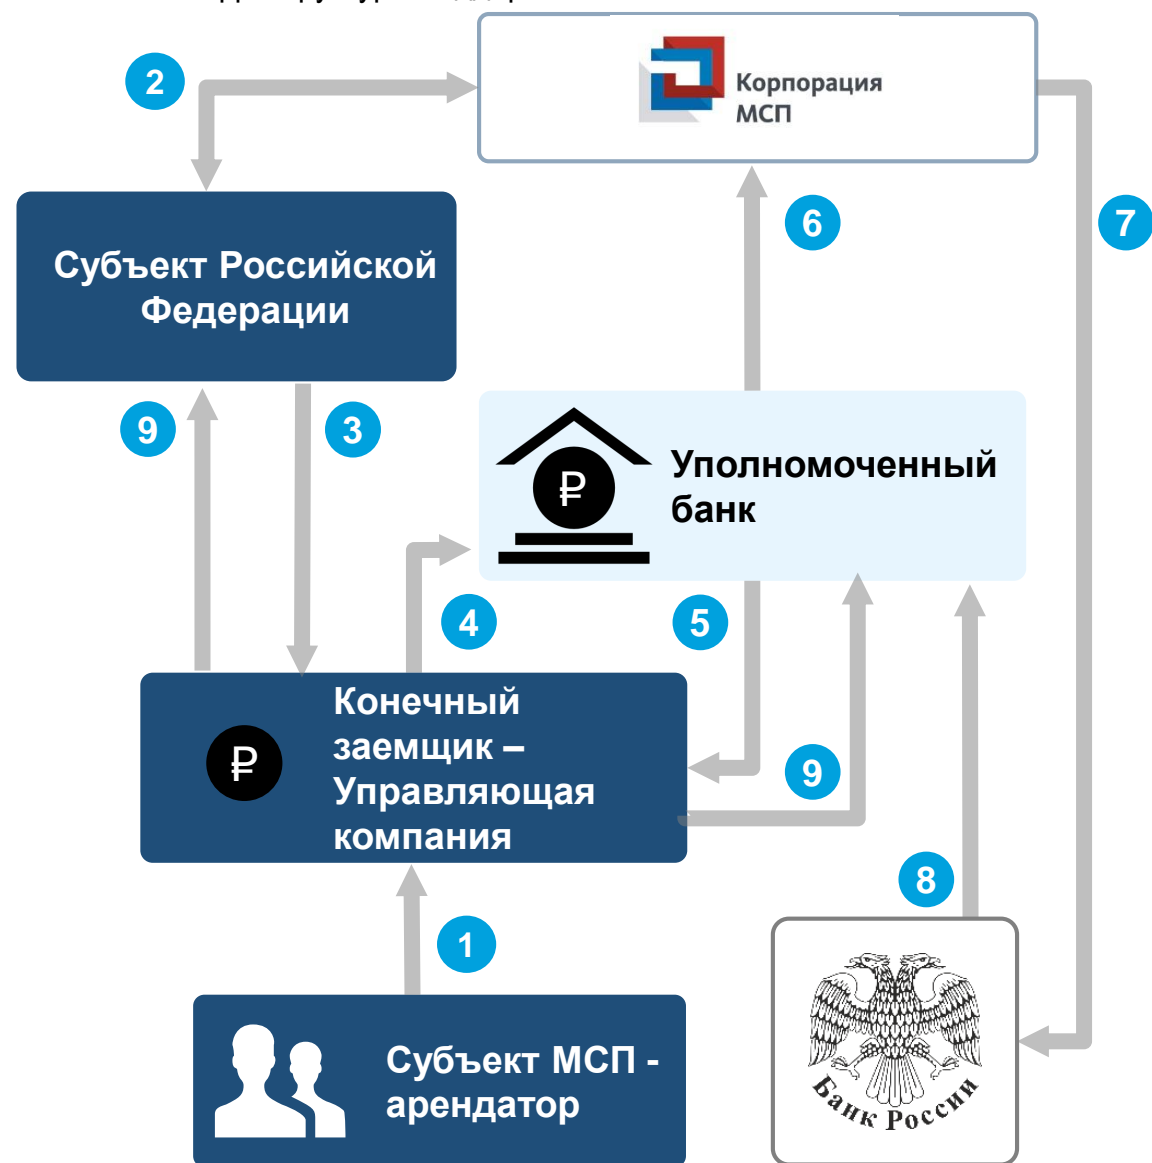 Корпорация
МСП
2
6
7
Субъект Российской
Федерации
9
3
Уполномоченный
банк
₽
4
5
Конечный
заемщик –
Управляющая
компания
₽
9
8
1
Субъект МСП -
арендатор
Банк России